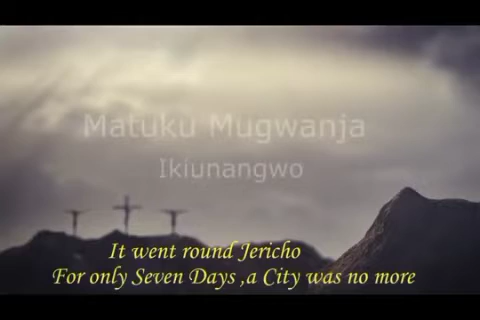 Matuku Mugwanja
Ikiunangwo
It went round Jericho
For only Seven Days ,a City was no more